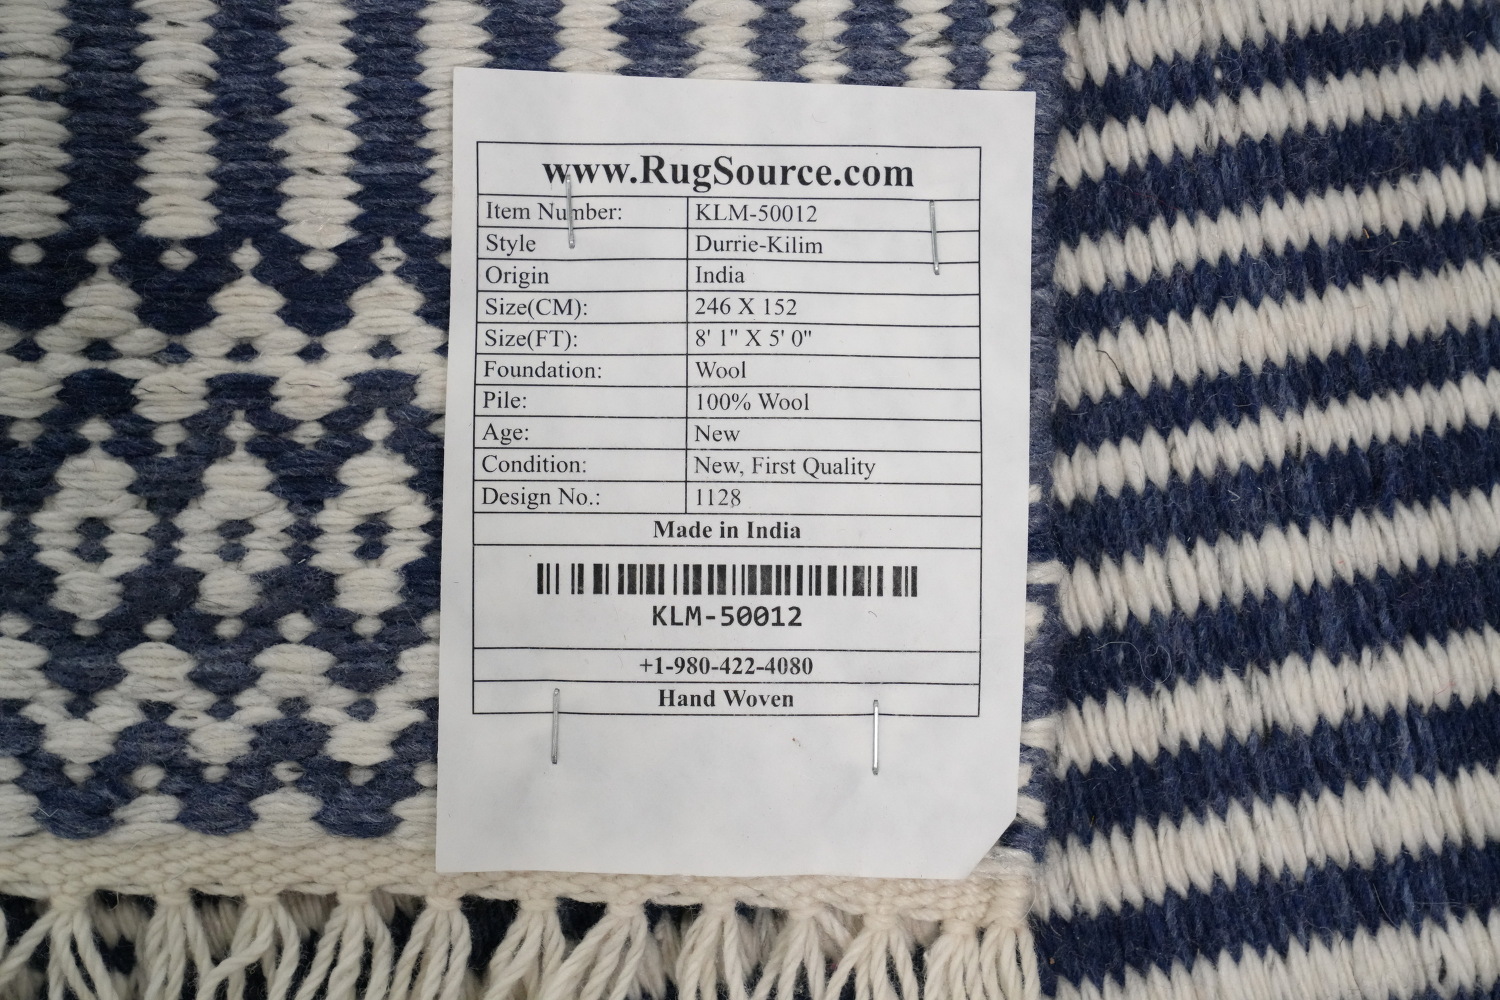 www.RugSource.com
Item Number: KLM-50012
Style Durrie-Kilim
Origin India
Size(CM): 246 X 152
Size(FT): 8' 1" X 5' 0"
Foundation: Wool
Pile: 100% Wool
Age: New
Condition: New, First Quality
Design No.: 1128
Made in India
KLM-50012
+1-980-422-4080
Hand Woven